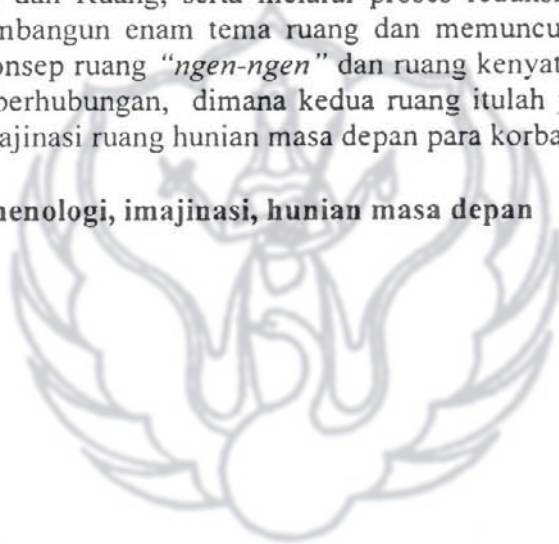 dan Ruang, serta melalui proses reduksi
mbangun enam tema ruang dan memuncu
onsep ruang "ngen-ngen" dan ruang kenyat
berhubungan, dimana kedua ruang itulah
ajinasi ruang hunian masa depan para korba
nenologi, imajinasi, hunian masa depan